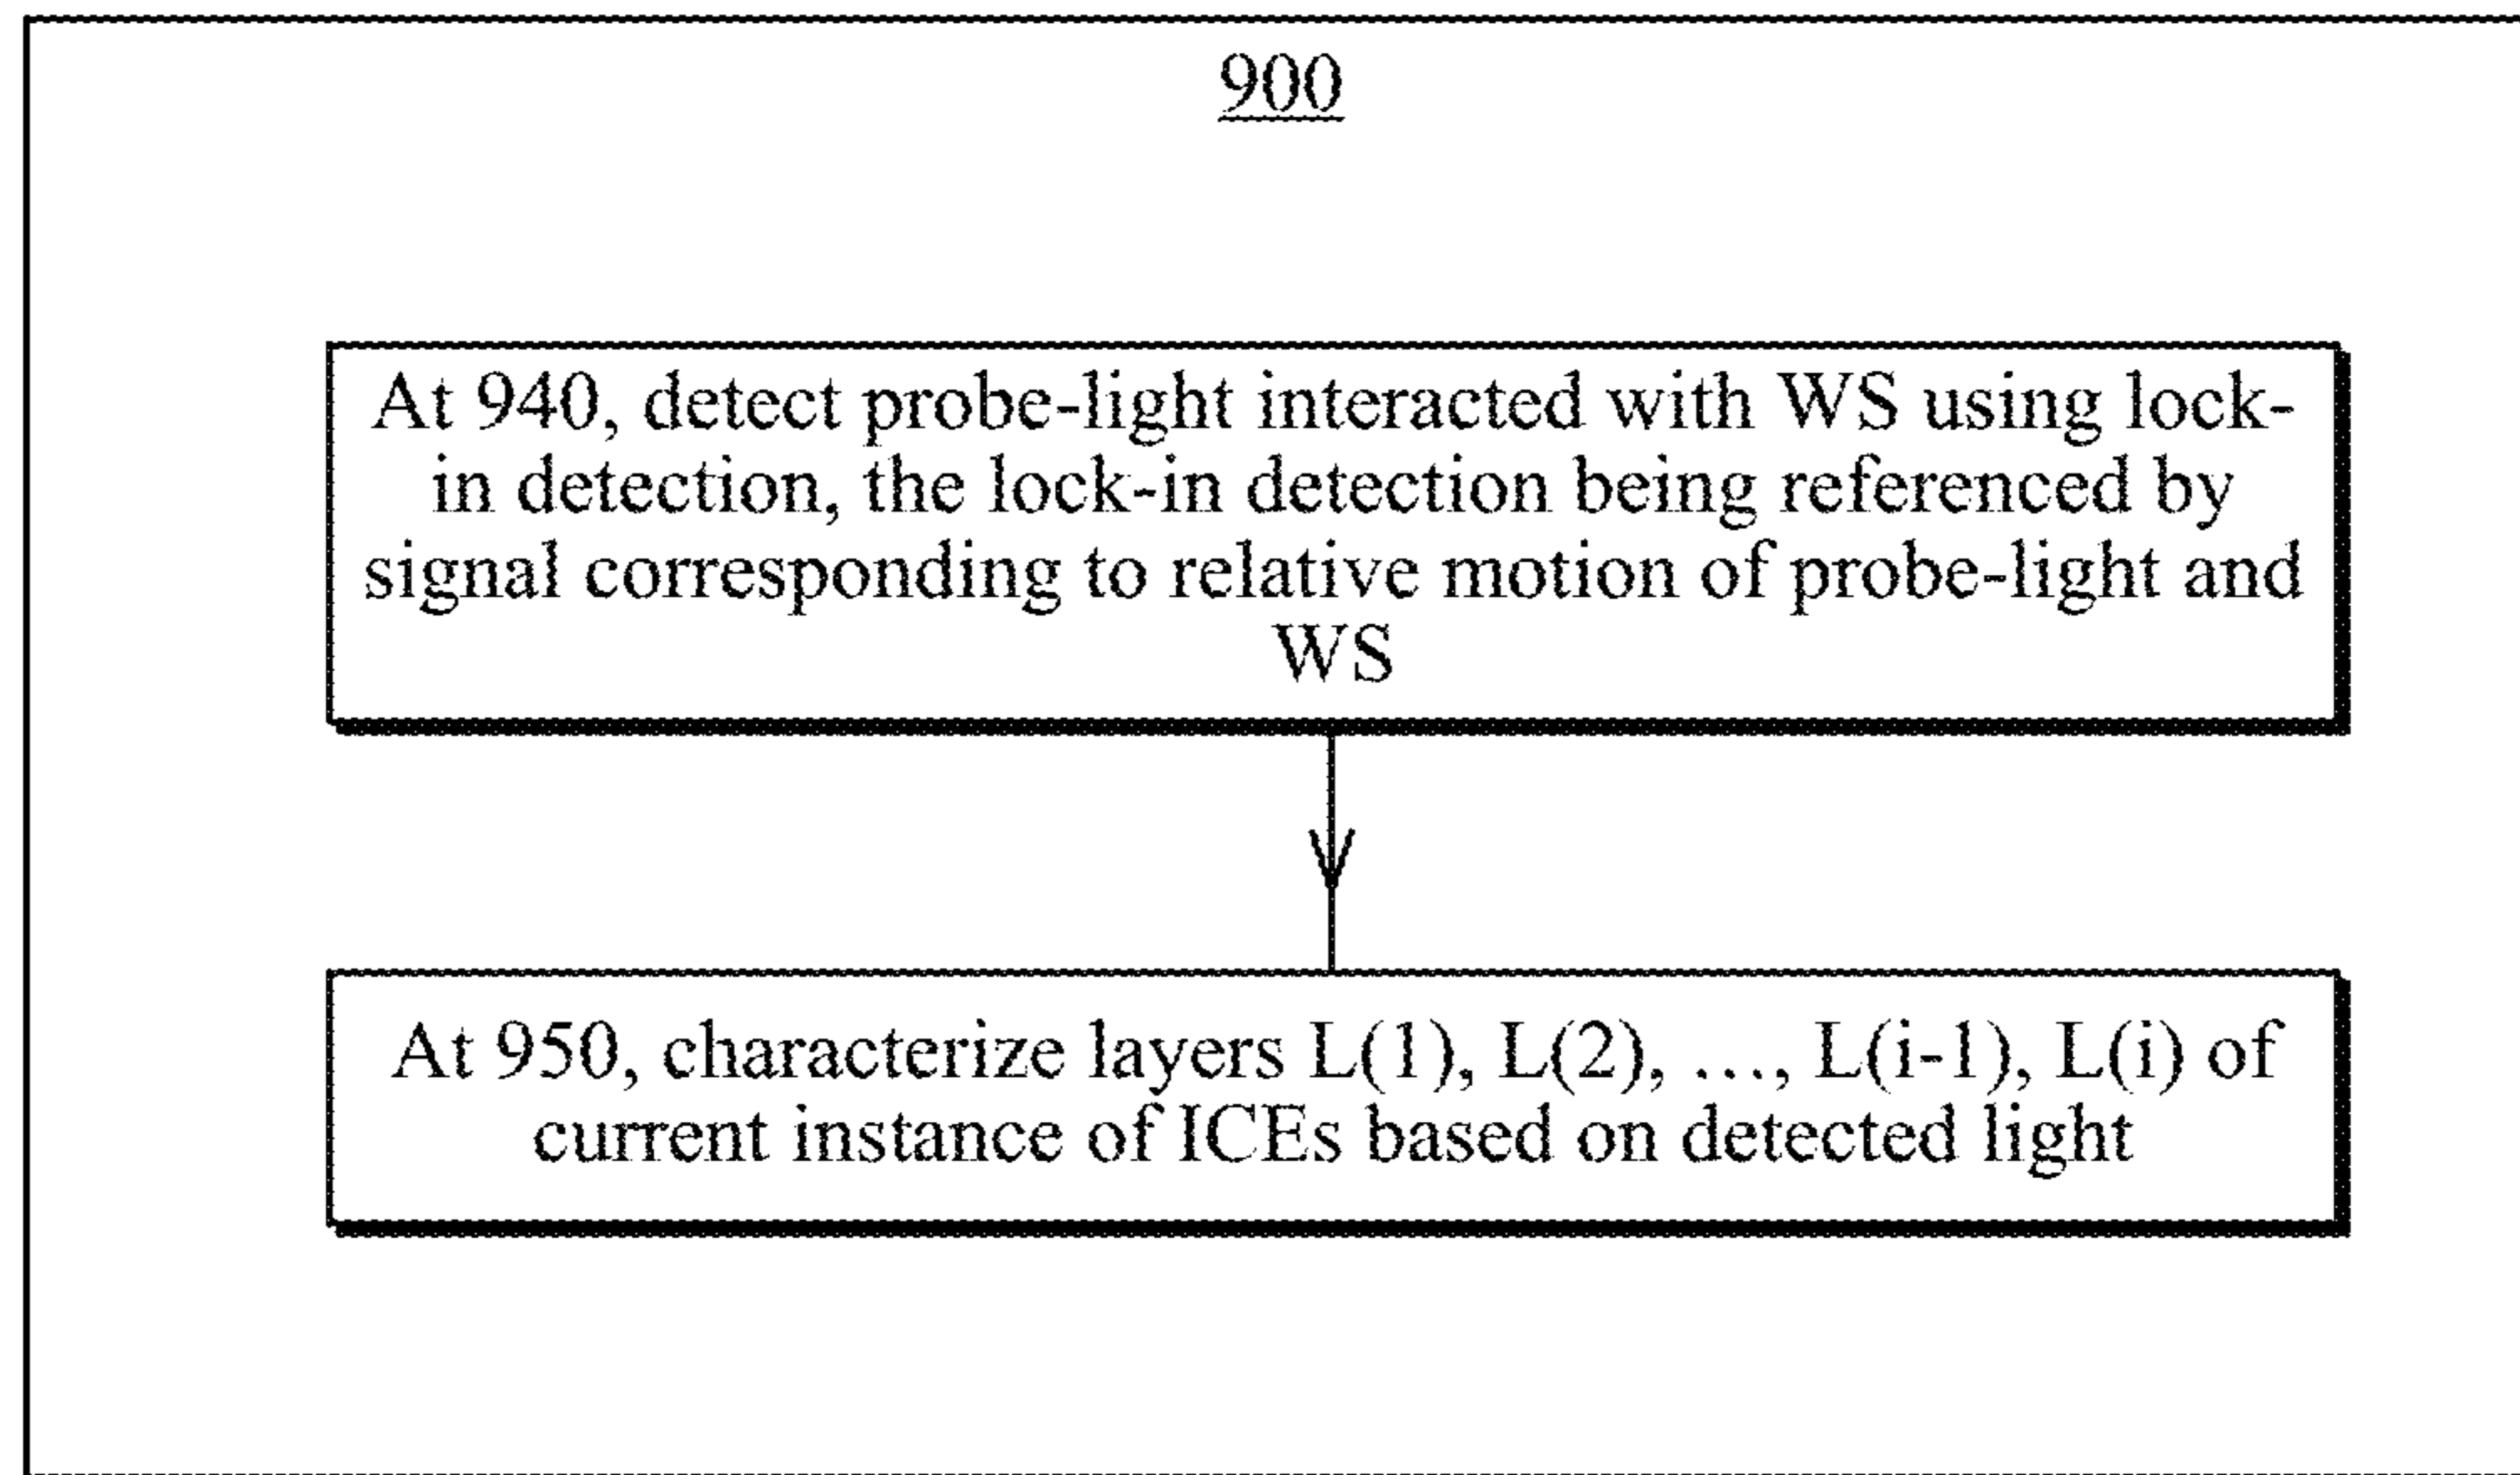 900
At 940, detect probe-light interacted with WS using lock-
in detection, the lock-in detection being referenced by
signal corresponding to relative motion of probe-light and
WS
At 950, characterize layers L(1), L(2), ..., L(i-1), L(i) of
current instance of ICEs based on detected light